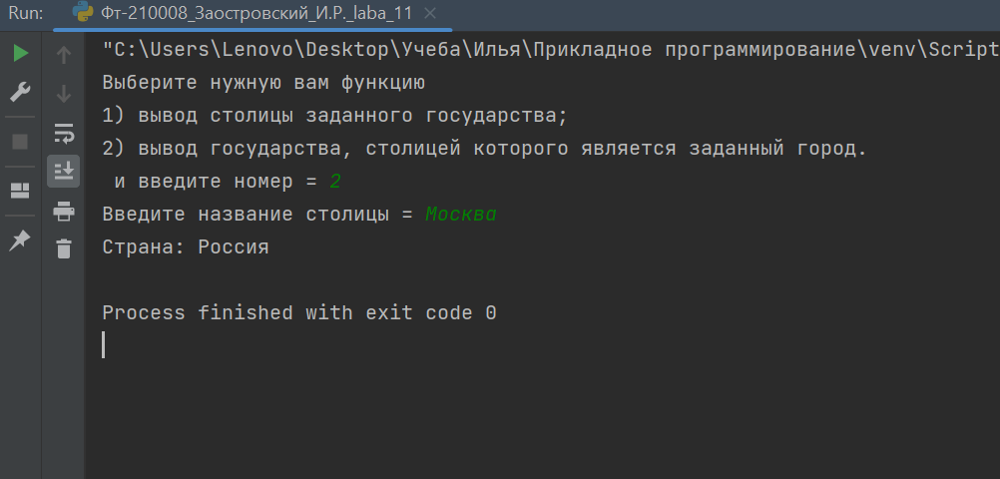 Run: Фт-210008_Заостровский_И.Р._laba_11
"C:\Users\Lenovo\Desktop\Учеба\Илья\Прикладное программирование\venv\Script
Выберите нужную вам функцию
1) вывод столицы заданного государства;
2) вывод государства, столицей которого является заданный город.
и введите номер = 2
Введите название столицы = Москва
Страна: Россия
Process finished with exit code 0